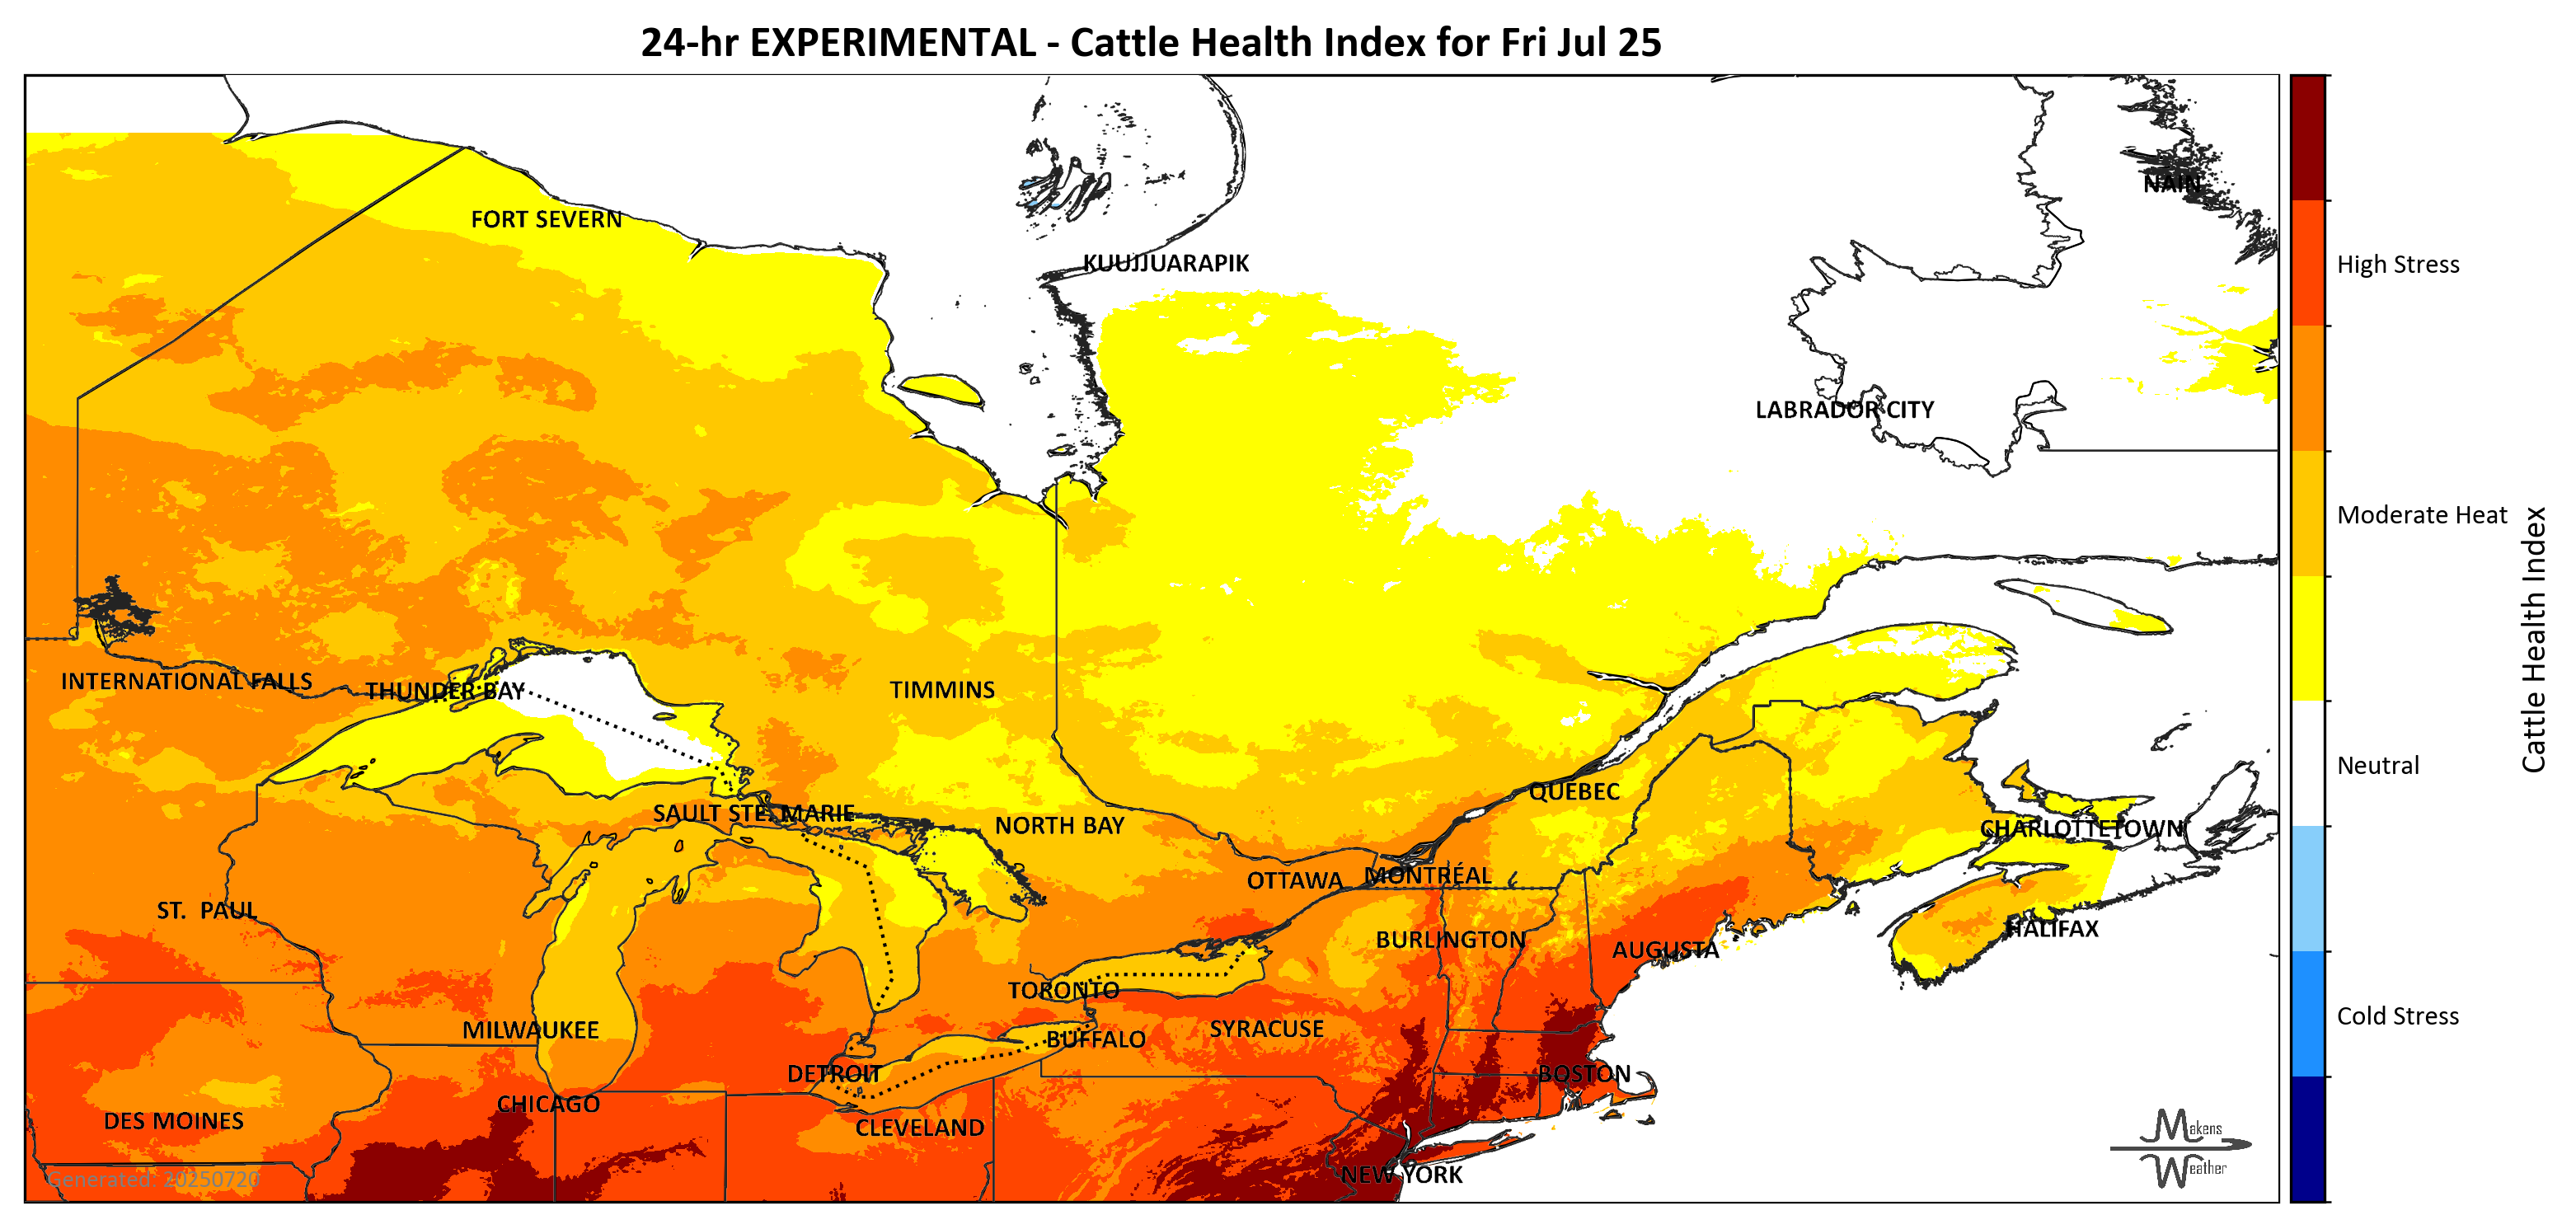 24-hr EXPERIMENTAL - Cattle Health Index for Fri Jul 25
NAIN
FORT SEVERN
KUUJJUARAPIK
High Stress
LABRADOR CITY
Moderate Heat
Cattle Health Index
INTERNATIONAL FALLS
THUNDER BAY
TIMMINS
Neutral
QUEBEC
SAULT STE. MARIE
NORTH BAY
CHARLOTTETOWN
OTTAWA
MONTRÉAL
ST. PAUL
HALIFAX
BURLINGTON
AUGUSTA
TORONTO
Cold Stress
MILWAUKEE
SYRACUSE
BUFFALO
DETROIT
BOSTON
CHICAGO
DES MOINES
CLEVELAND
Makens
Weather
NEW YORK
Generated: 20250720